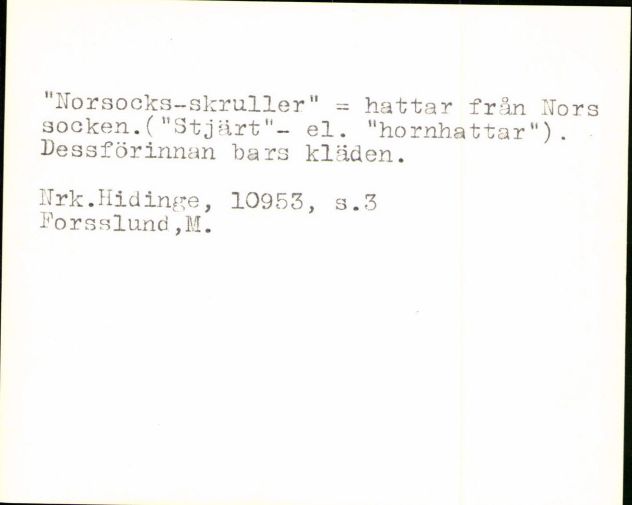 "Norsocks-skruller" = hattar från Nors
socken.("Stjärt"- el. "hornhattar").
Dessförinnan bars kläden.
Nrk.Hidinge, 10953, s.3
Forsslund,M.